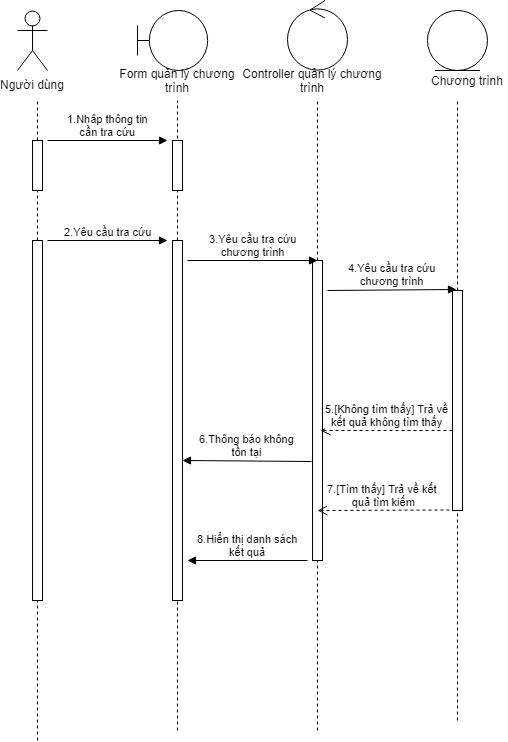 Người dùng
Form quản lý chương
trình
Controller quản lý chương
trình
Chương trình
1.Nhập thông tin
cần tra cứu
2.Yêu cầu tra cứu
3.Yêu cầu tra cứu
chương trình
4.Yêu cầu tra cứu
chương trình
5.[Không tìm thấy] Trả về
kết quả không tìm thấy
6.Thông báo không
tồn tại
7.[Tìm thấy] Trả về kết
quả tìm kiếm
8.Hiển thị danh sách
kết quả